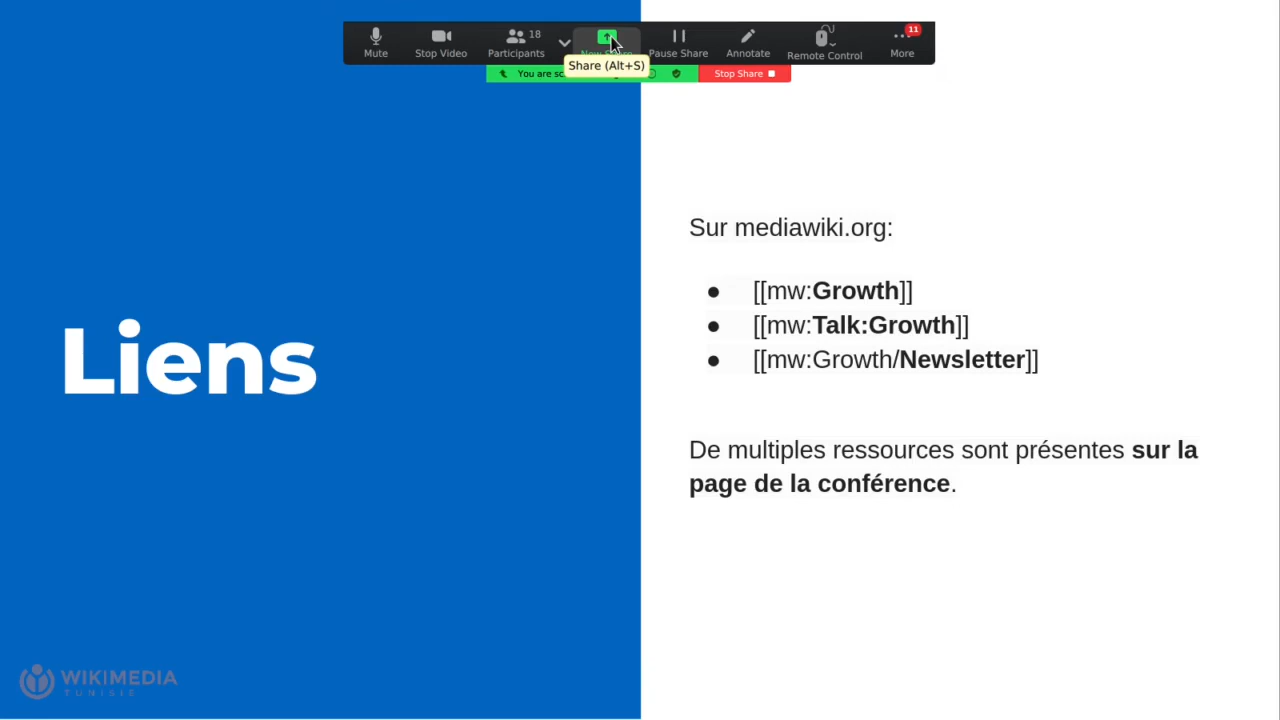 18
11
Mute
Stop Video
Participants
Pause Share
Annotate
Remote Control
More
Share (Alt+S)
You are
Stop Share
Sur mediawiki.org:
[[mw:Growth]]
[[mw:Talk:Growth]]
[[mw:Growth/Newsletter]]
Liens
De multiples ressources sont présentes sur la
page de la conférence.
WIKIMEDIA
TUNISIE